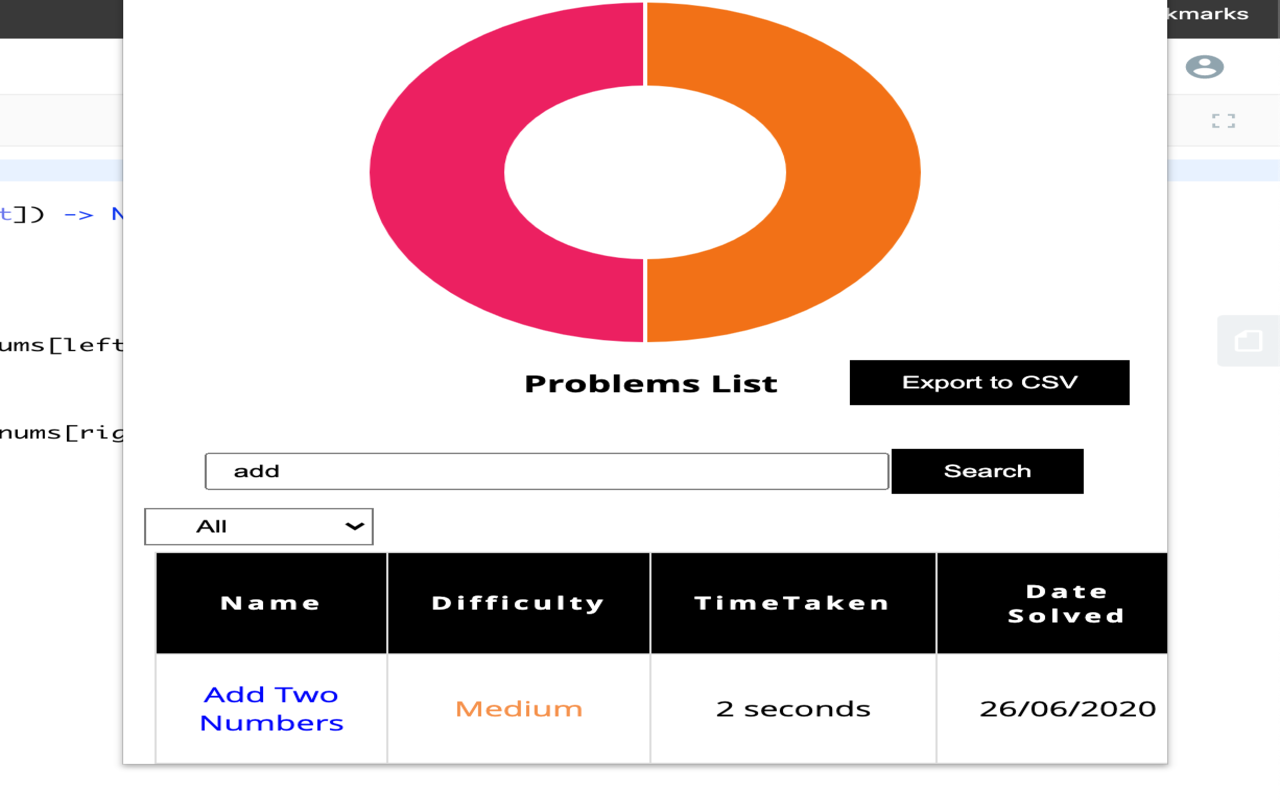 kmarks
t]) -> N
ums[left
nums[rig
Problems List
Export to CSV
add
Search
All
Name
Difficulty
TimeTaken
Date
Solved
Add Two
Numbers
Medium
2 seconds
26/06/2020